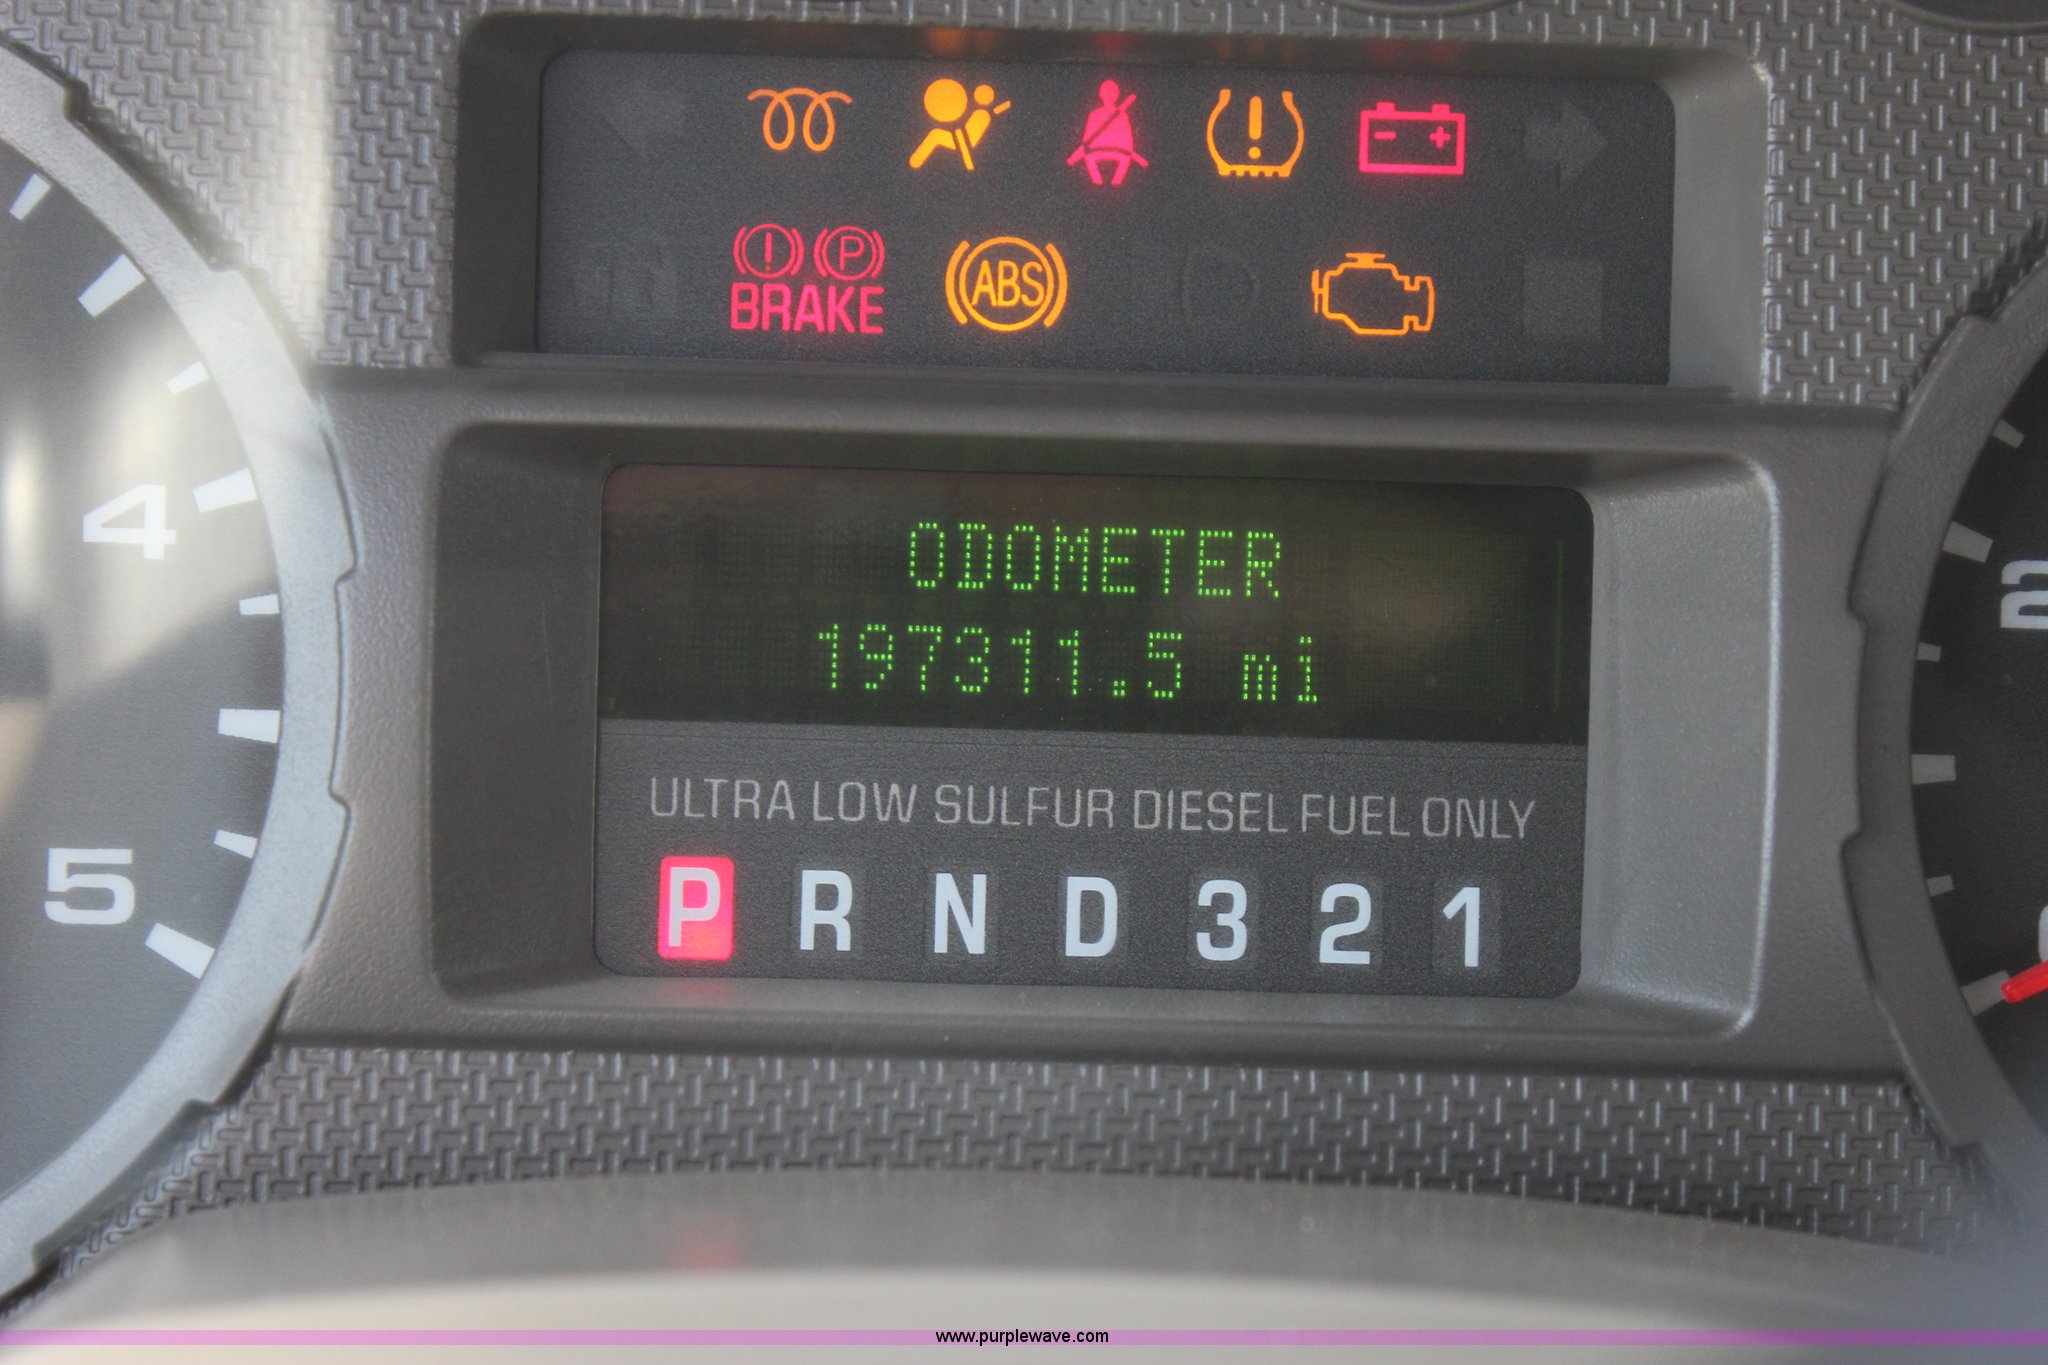 BRAKE ABS
ODOMETER
197311.5 mi
ULTRA LOW SULFUR DIESEL FUEL ONLY
P R N D 3 2 1
4
5
2
www.purplewave.com